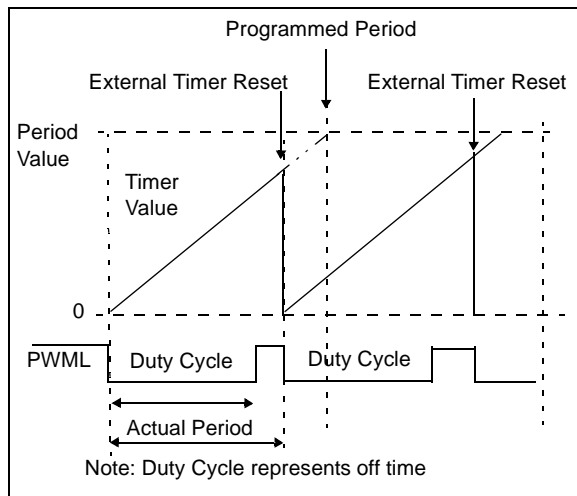 Programmed Period
External Timer Reset
External Timer Reset
Period
Value
Timer
Value
0
PWML
Duty Cycle
Duty Cycle
Actual Period
Note: Duty Cycle represents off time